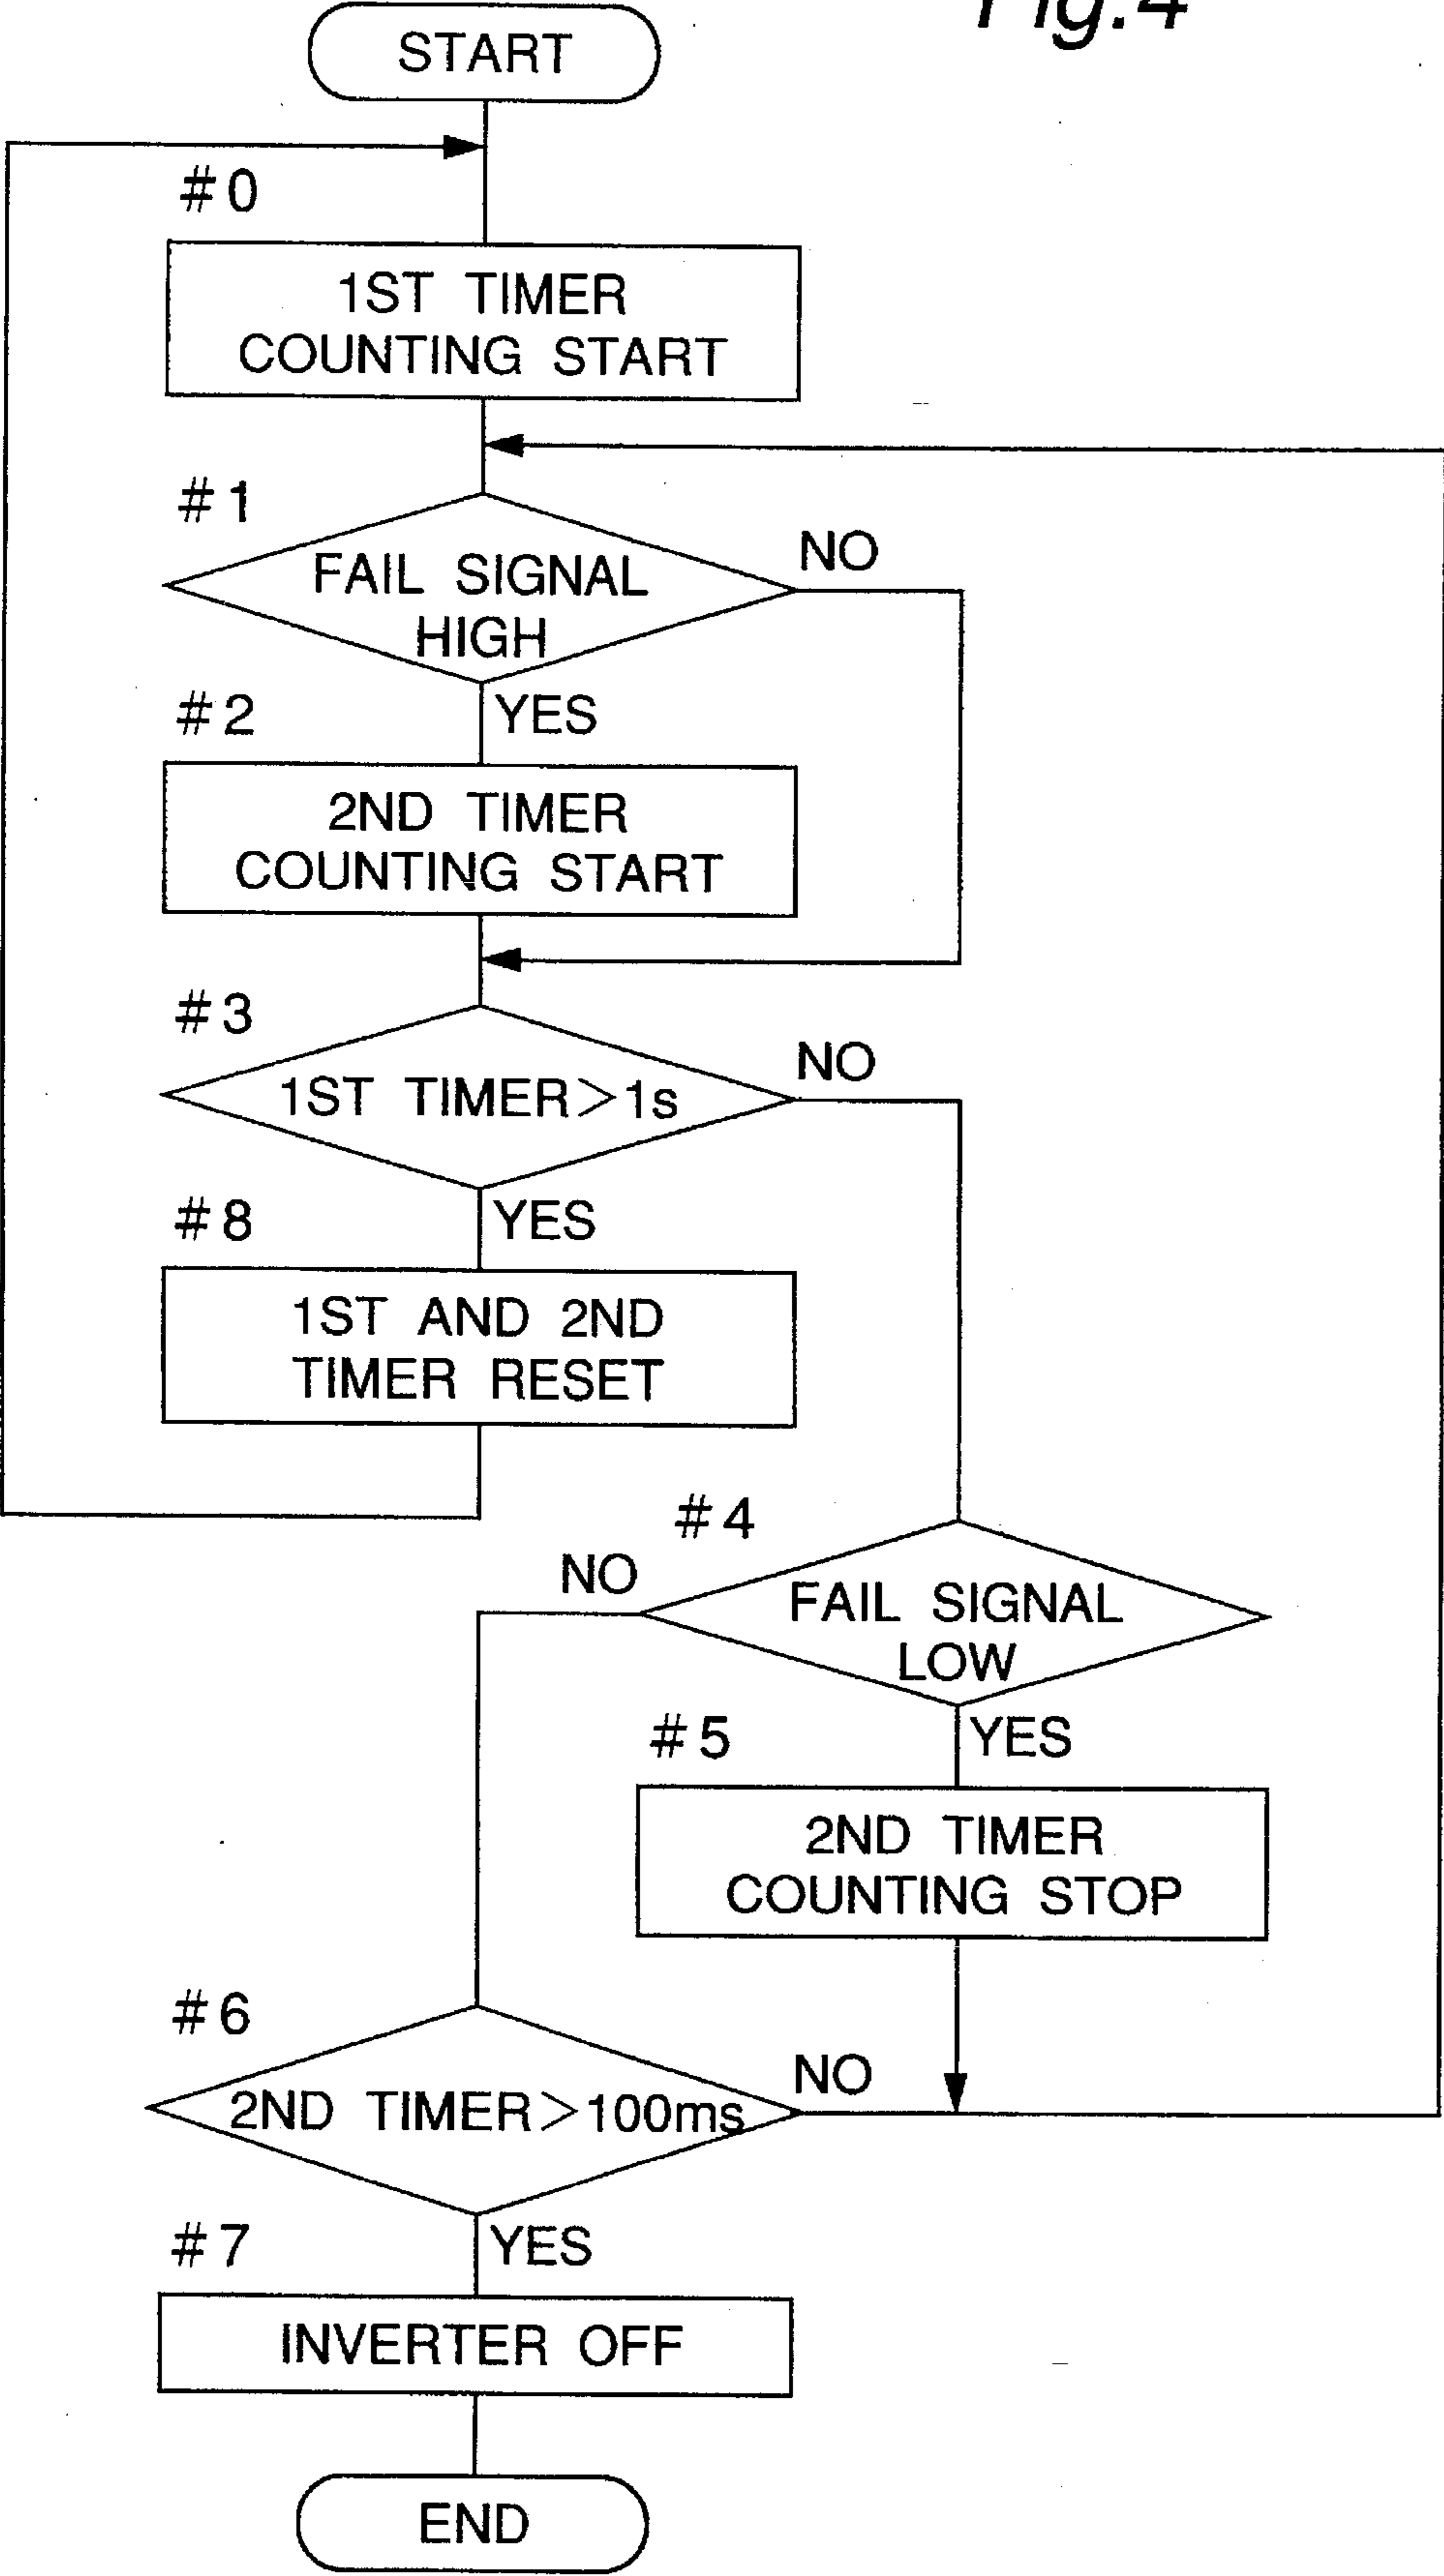 Fig.4
START
#0
1ST TIMER
COUNTING START
#1
FAIL SIGNAL
HIGH
NO
#2
YES
2ND TIMER
COUNTING START
#3
1ST TIMER>1s
NO
#8
YES
1ST AND 2ND
TIMER RESET
#4
NO
FAIL SIGNAL
LOW
#5
YES
2ND TIMER
COUNTING STOP
#6
2ND TIMER>100ms
NO
#7
YES
INVERTER OFF
END